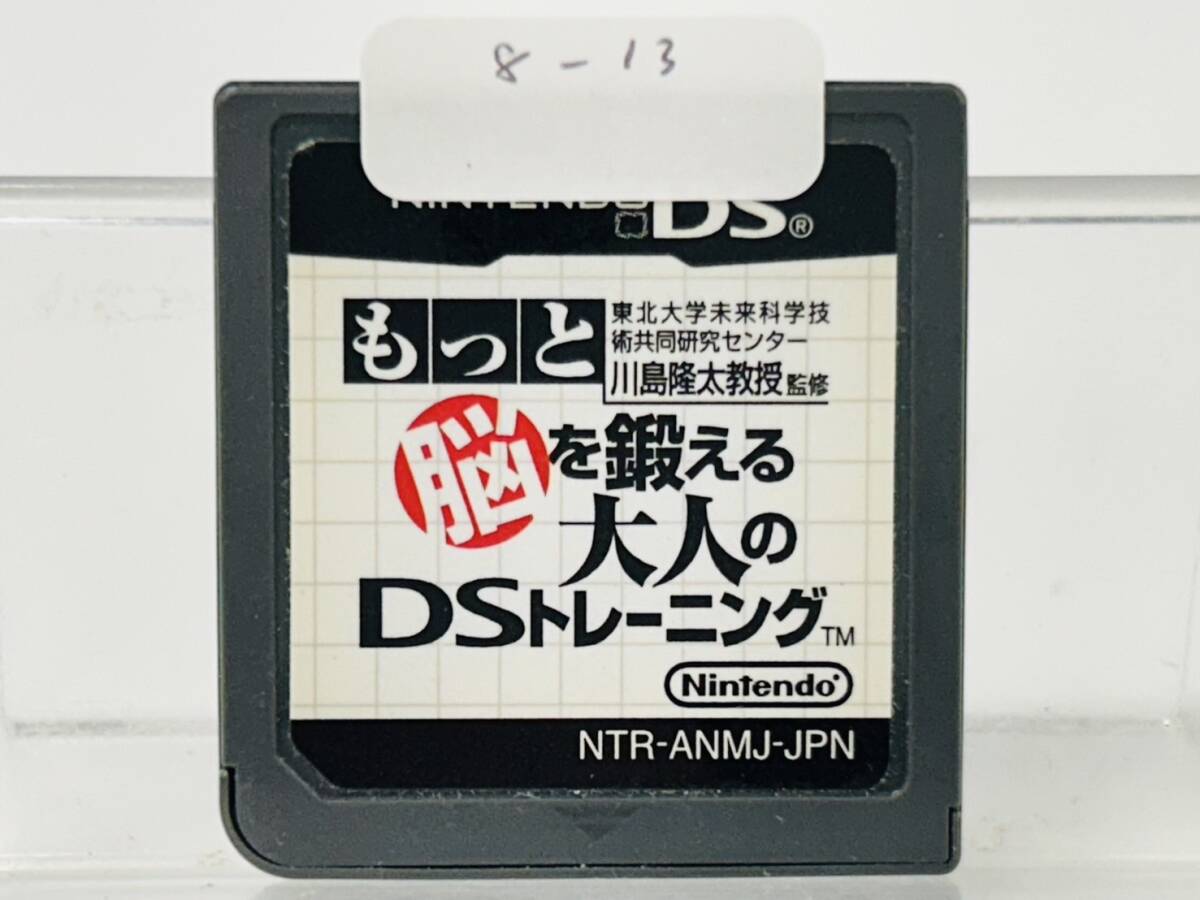 8-13
NINTENDO DS®
もっと
東北大学未来科学技
術共同研究センター
川島隆太教授監修
脳を鍛える
大人の
DSトレーニング™
Nintendo®
NTR-ANMJ-JPN